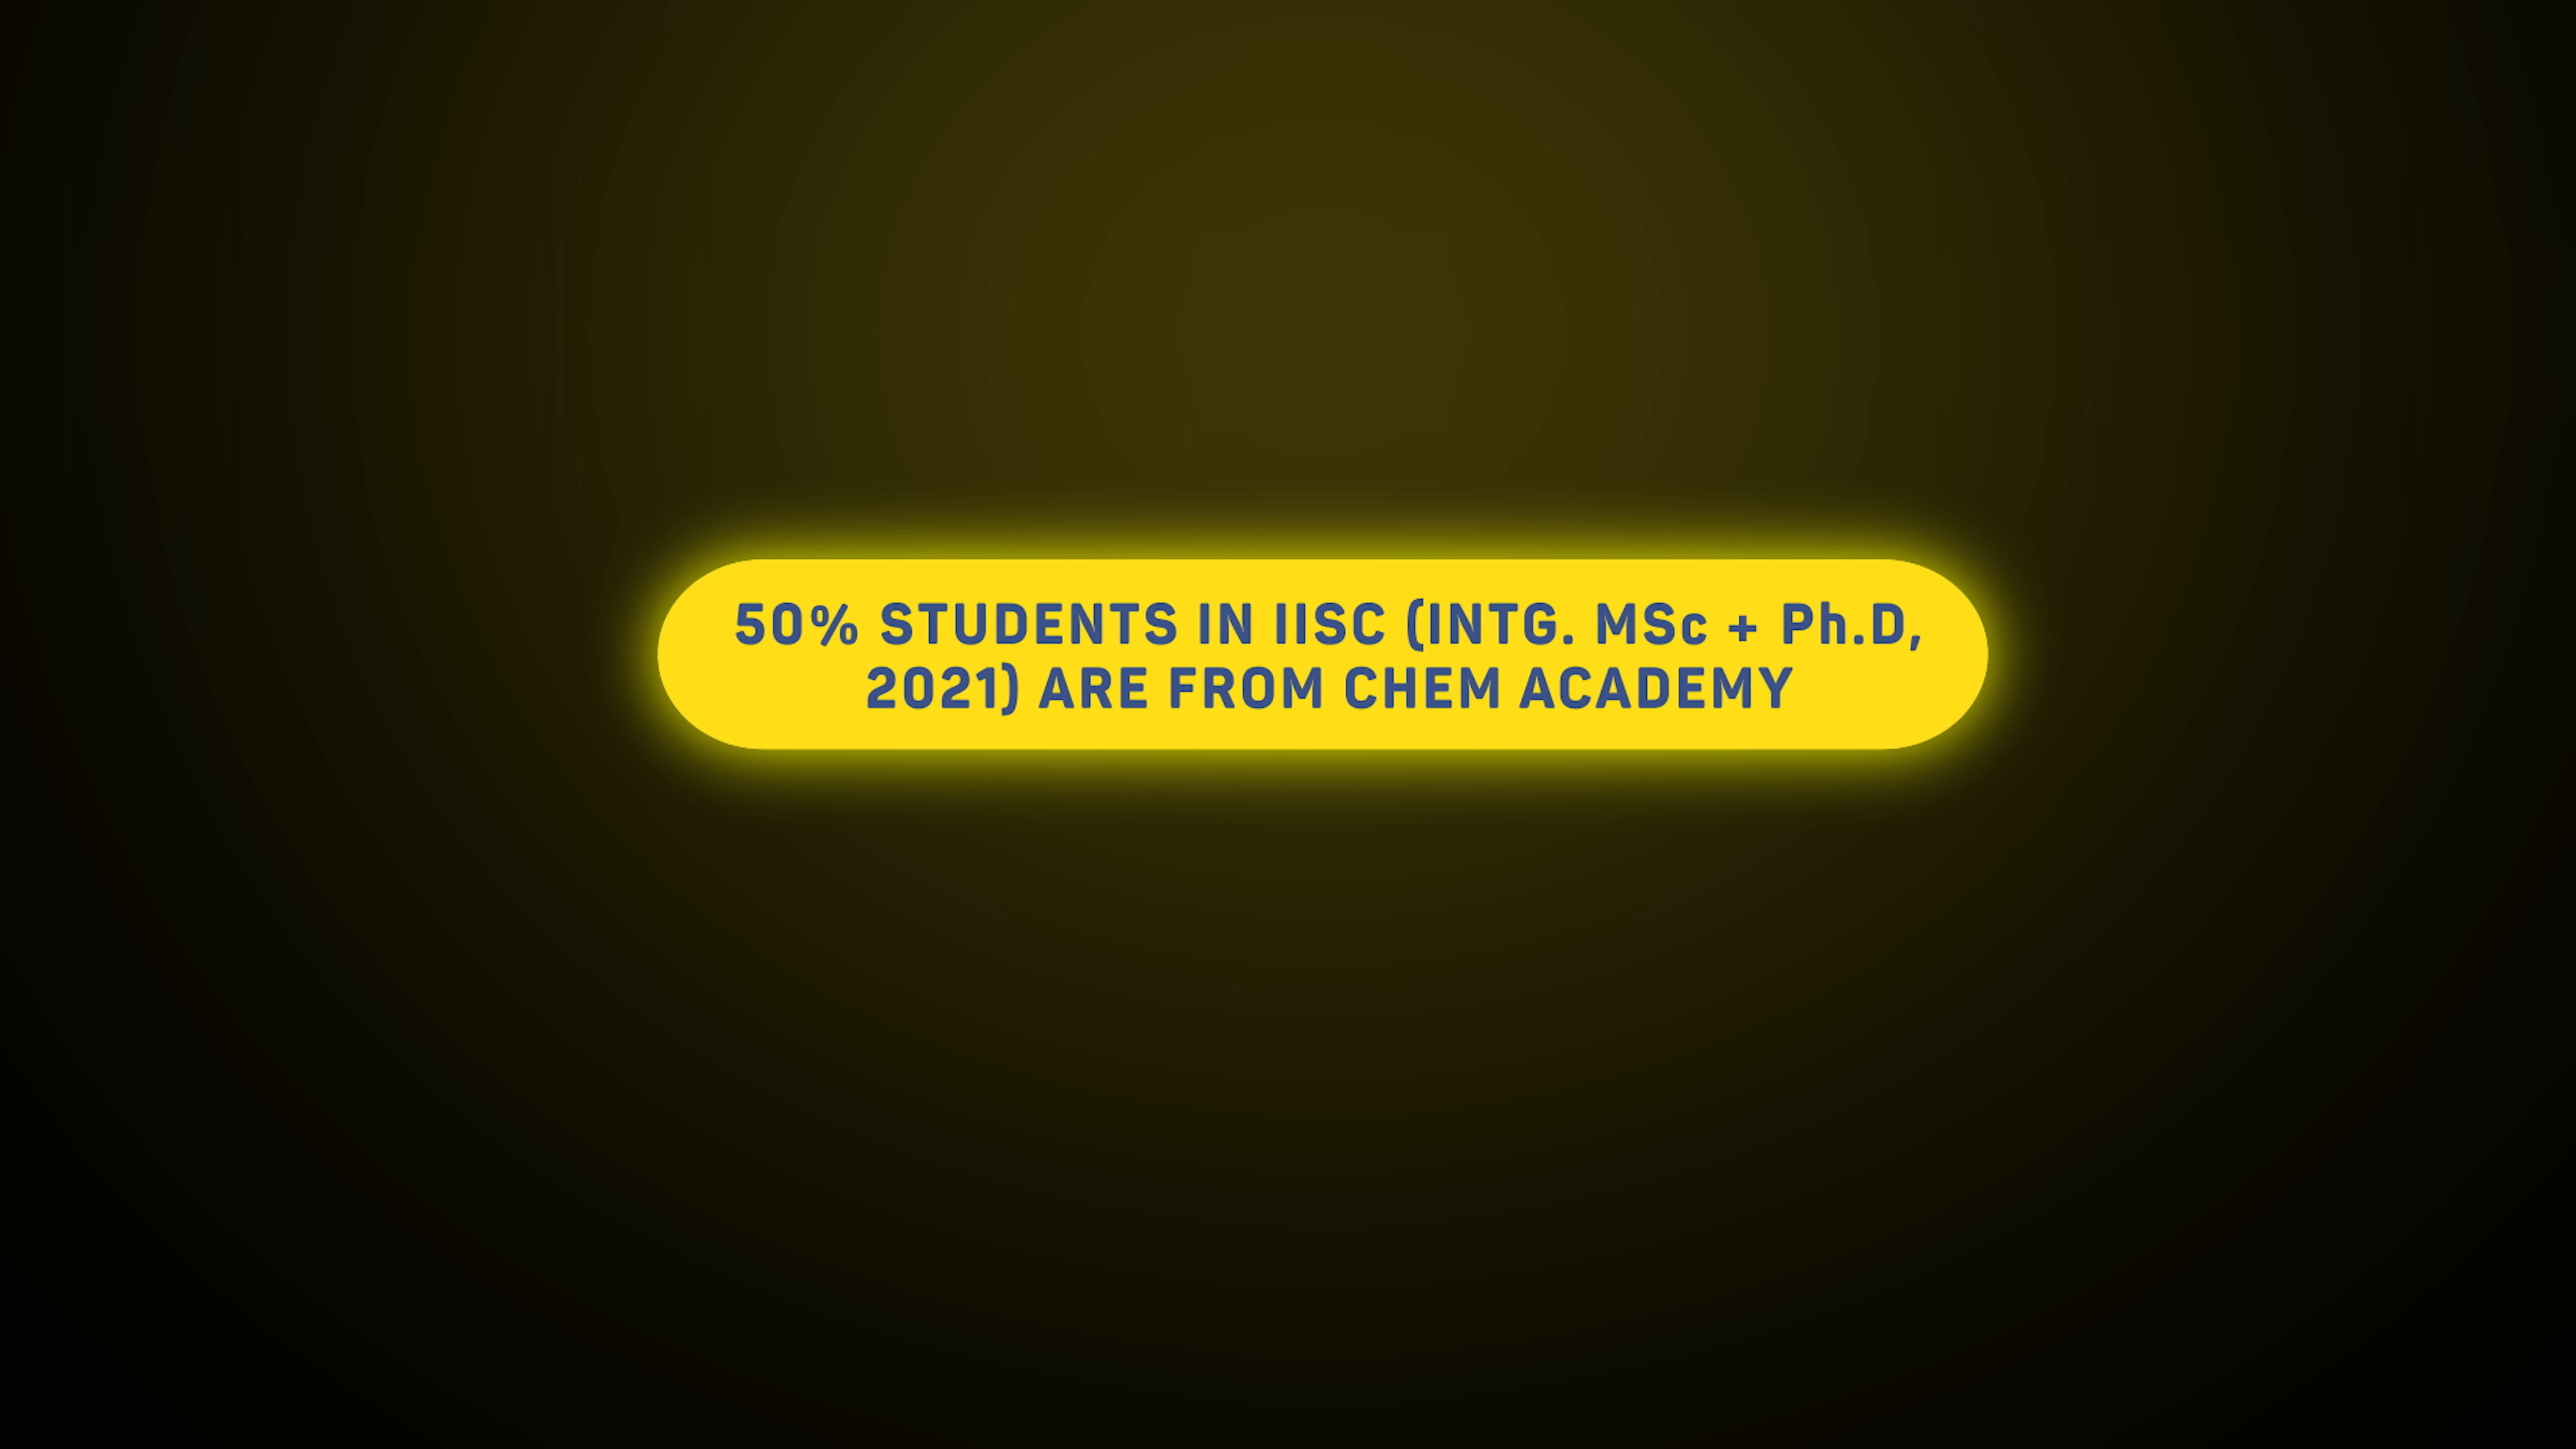 50% STUDENTS IN IISC (INTG. MSc + Ph.D,
2021) ARE FROM CHEM ACADEMY